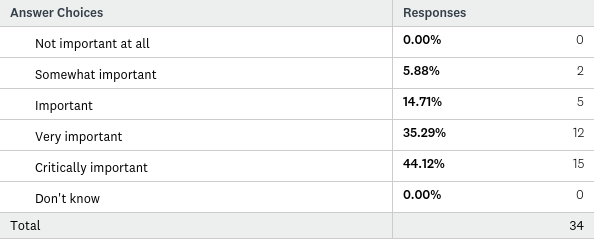 Answer Choices Responses
Not important at all 0.00% 0
Somewhat important 5.88% 2
Important 14.71% 5
Very important 35.29% 12
Critically important 44.12% 15
Don't know 0.00% 0
Total 34